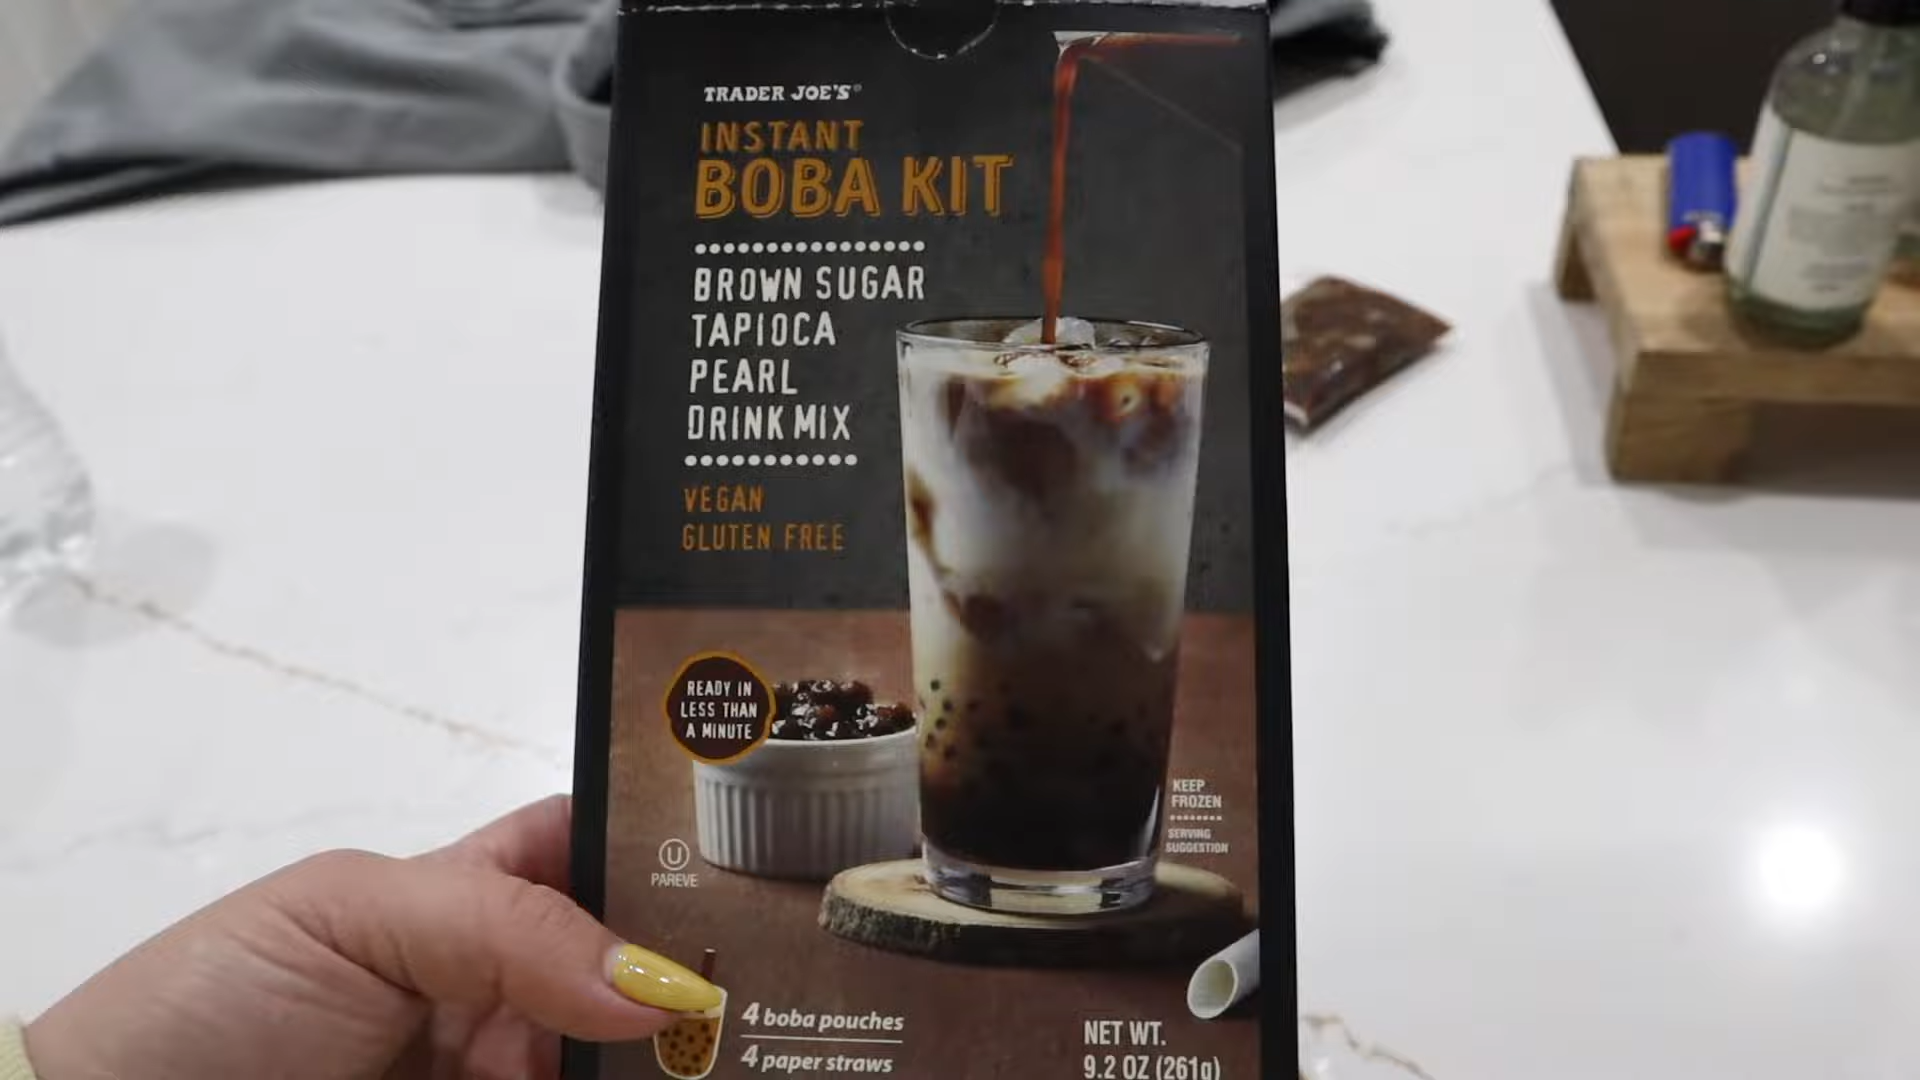 TRADER JOE'S®
INSTANT
BOBA KIT
BROWN SUGAR
TAPIOCA
PEARL
DRINK MIX
VEGAN
GLUTEN FREE
READY IN
LESS THAN
A MINUTE
KEEP
FROZEN
SERVING
SUGGESTION
U
PAREVE
4 boba pouches
4 paper straws
NET WT.
9.2 OZ (261g)